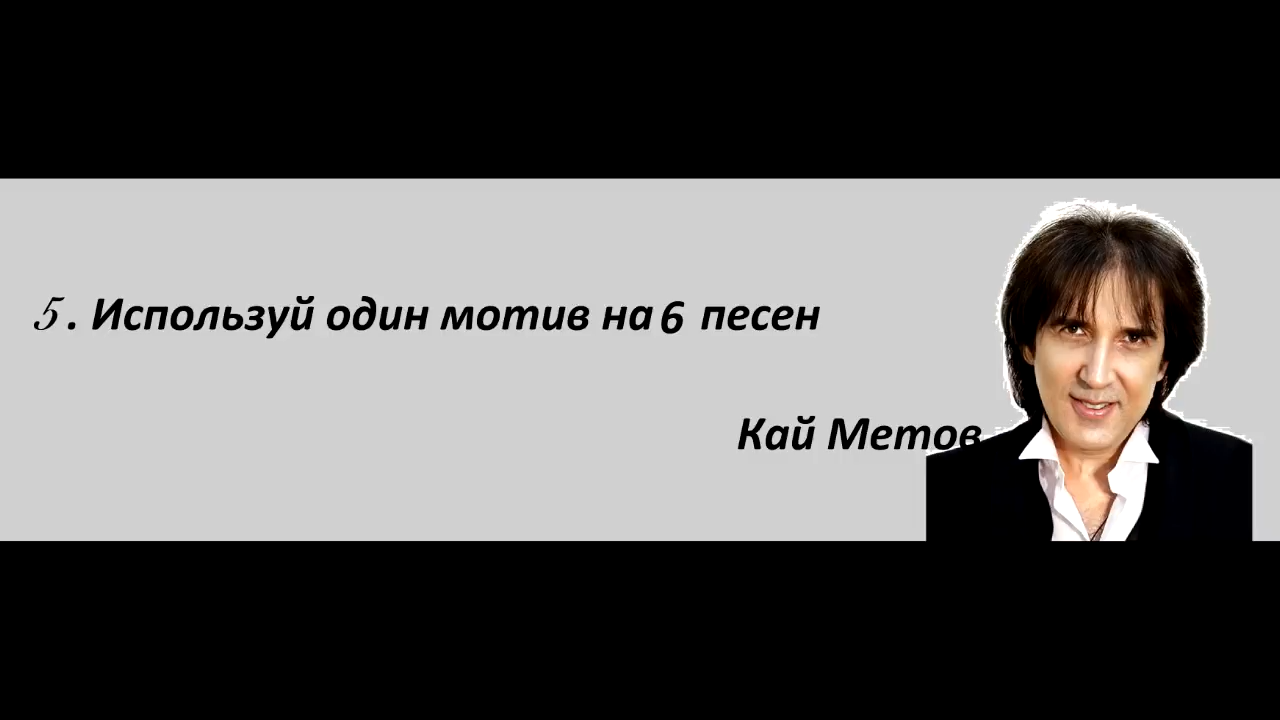 5. Используй один мотив на 6 песен
Кай Метов